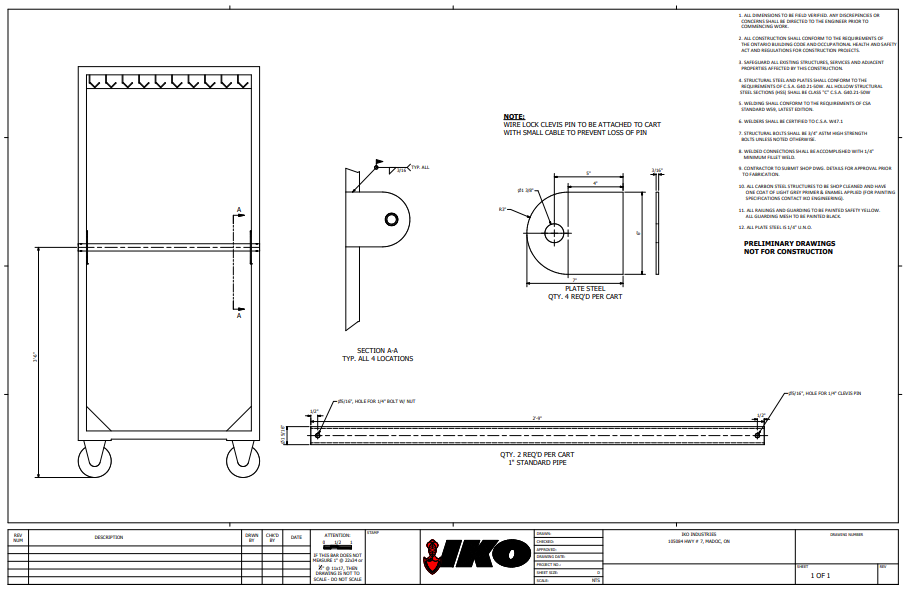 1. ALL DIMENSIONS TO BE FIELD VERIFIED. ANY DISCREPENCIES OR
CONCERNS SHALL BE DIRECTED TO THE ENGINEER PRIOR TO
COMMENCING WORK.
2. ALL CONSTRUCTION SHALL CONFORM TO THE REQUIREMENTS OF
THE ONTARIO BUILDING CODE AND OCCUPATIONAL HEALTH AND SAFETY
ACT AND REGULATIONS FOR CONSTRUCTION PROJECTS.
3. SAFEGUARD ALL EXISTING STRUCTURES, SERVICES AND ADJACENT
PROPERTIES AFFECTED BY THIS CONSTRUCTION.
4. STRUCTURAL STEEL AND PLATES SHALL CONFORM TO THE
REQUIREMENTS OF C.S.A. G40.21-50W. ALL HOLLOW STRUCTURAL
STEEL SECTIONS (HSS) SHALL BE CLASS "C" C.S.A. G40.21-50W
5. WELDING SHALL CONFORM TO THE REQUIREMENTS OF CSA
STANDARD W59, LATEST EDITION.
6. WELDERS SHALL BE CERTIFIED TO C.S.A. W47.1
7. STRUCTURAL BOLTS SHALL BE 3/4" ASTM HIGH STRENGTH
BOLTS UNLESS NOTED OTHERWISE.
8. WELDED CONNECTIONS SHALL BE ACCOMPLISHED WITH 1/4"
MINIMUM FILLET WELD.
9. CONTRACTOR TO SUBMIT SHOP DWG. DETAILS FOR APPROVAL PRIOR
TO FABRICATION.
10. ALL CARBON STEEL STRUCTURES TO BE SHOP CLEANED AND HAVE
ONE COAT OF LIGHT GREY PRIMER & ENAMEL APPLIED (FOR PAINTING
SPECIFICATIONS CONTACT IKO ENGINEERING).
11. ALL RAILINGS AND GUARDING TO BE PAINTED SAFETY YELLOW.
ALL GUARDING MESH TO BE PAINTED BLACK.
12. ALL PLATE STEEL IS 1/4" U.N.O.
PRELIMINARY DRAWINGS
NOT FOR CONSTRUCTION
NOTE:
WIRE LOCK CLEVIS PIN TO BE ATTACHED TO CART
WITH SMALL CABLE TO PREVENT LOSS OF PIN
3/16
TYP. ALL
5"
4"
3/16"
Ø1 3/8"
R3"
6"
7"
PLATE STEEL
QTY. 4 REQ'D PER CART
A
A
3'-6"
SECTION A-A
TYP. ALL 4 LOCATIONS
Ø5/16", HOLE FOR 1/4" BOLT W/ NUT
Ø5/16", HOLE FOR 1/4" CLEVIS PIN
1/2"
1/2"
Ø1 5/16"
QTY. 2 REQ'D PER CART
1" STANDARD PIPE
REV
NUM
DESCRIPTION
DRWN
BY
CHK'D
BY
DATE
ATTENTION:
0 1/2 1
IF THIS BAR DOES NOT
MEASURE 1" @ 22x34 or
@ 11x17, THEN
DRAWING IS NOT TO
SCALE - DO NOT SCALE
STAMP
IKO
DRAWN:
CHECKED:
APPROVED:
DRAWING DATE:
PROJECT NO.:
SHEET SIZE: D
SCALE: NTS
IKO INDUSTRIES
105084 HWY # 7, MADOC, ON
DRAWING NUMBER
SHEET
1 OF 1
REV